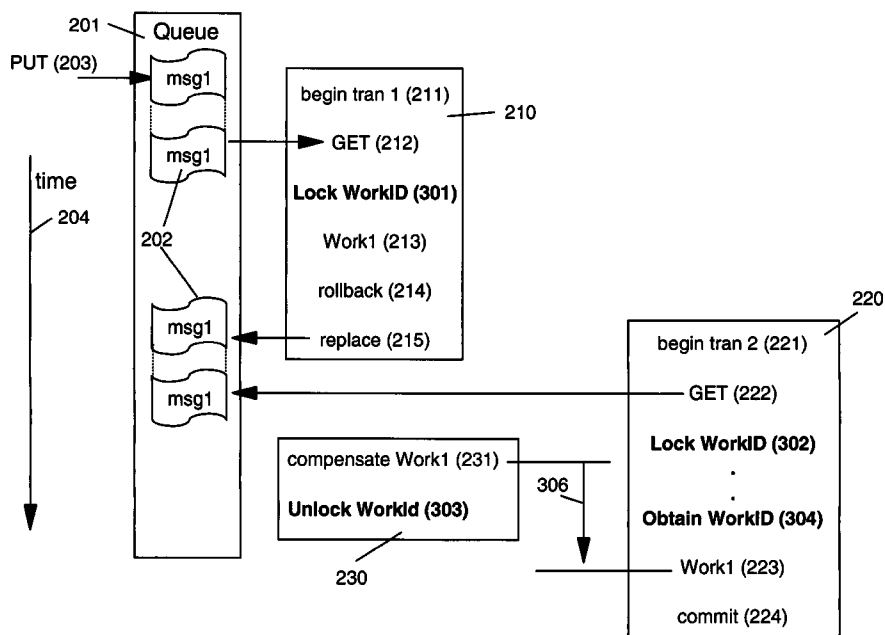 201
Queue
PUT (203)
msg1
msg1
time
204
202
msg1
msg1
begin tran 1 (211)
210
GET (212)
Lock WorkID (301)
Work1 (213)
rollback (214)
replace (215)
220
begin tran 2 (221)
GET (222)
Lock WorkID (302)
.
.
Obtain WorkID (304)
Work1 (223)
commit (224)
compensate Work1 (231)
306
Unlock WorkId (303)
230